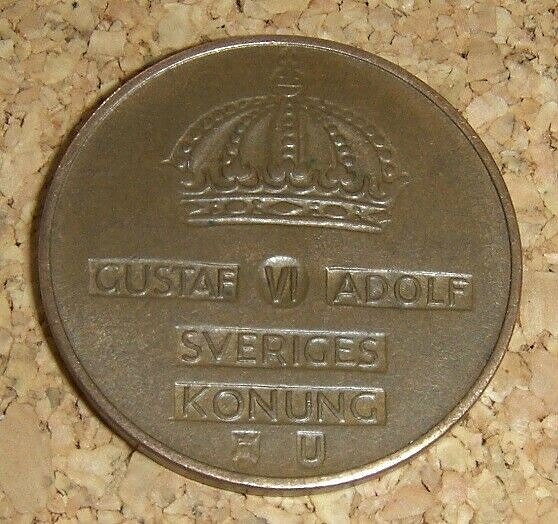 GUSTAF VI ADOLF
SVERIGES
KONUNG
U